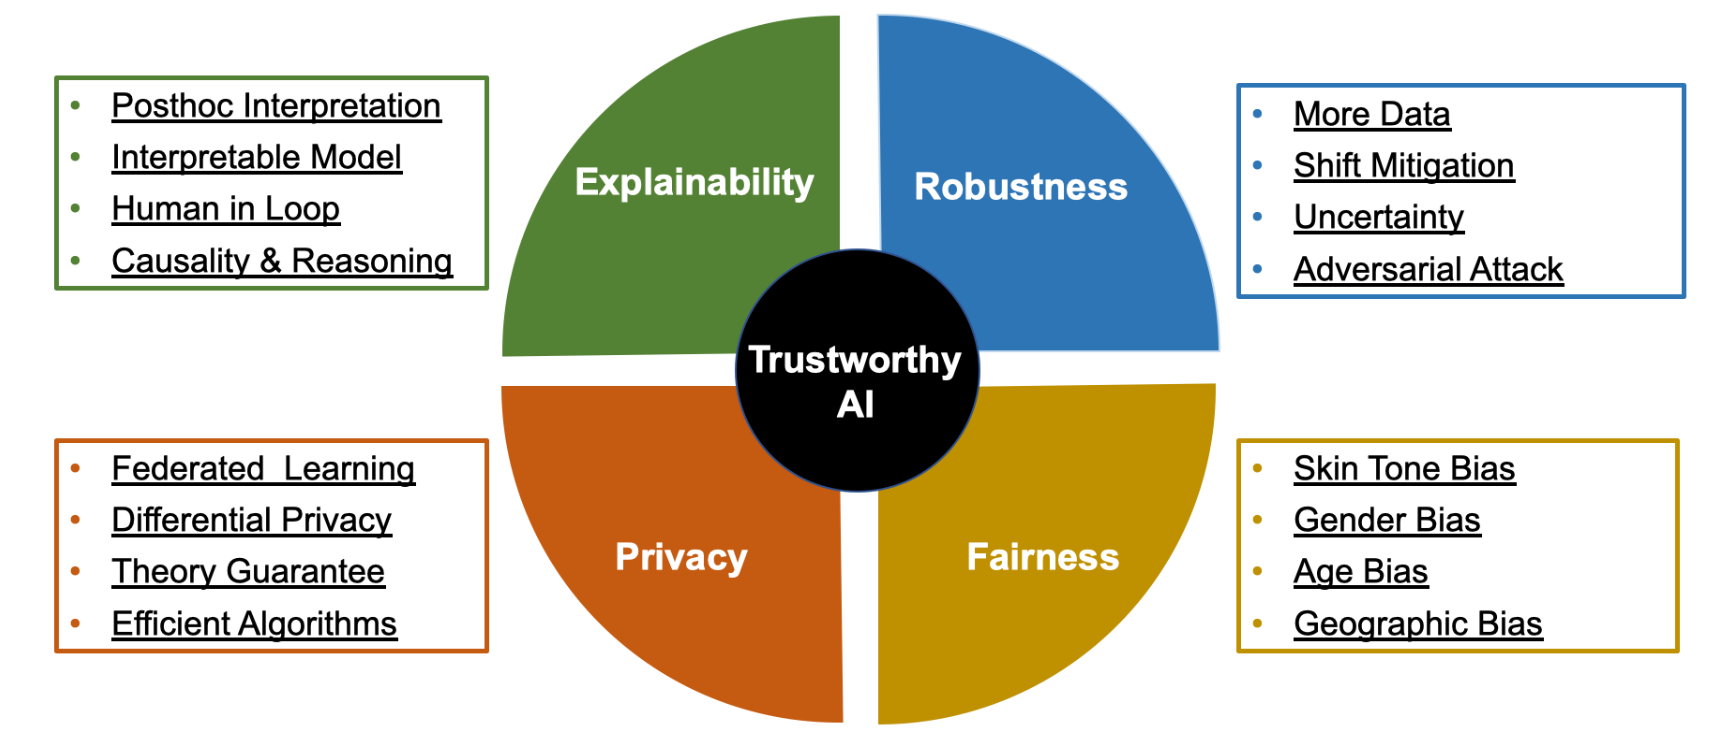 Posthoc Interpretation
Interpretable Model
Human in Loop
Causality & Reasoning
Explainability
Robustness
More Data
Shift Mitigation
Uncertainty
Adversarial Attack
Trustworthy
AI
Federated  Learning
Differential Privacy
Theory Guarantee
Efficient Algorithms
Privacy
Fairness
Skin Tone Bias
Gender Bias
Age Bias
Geographic Bias